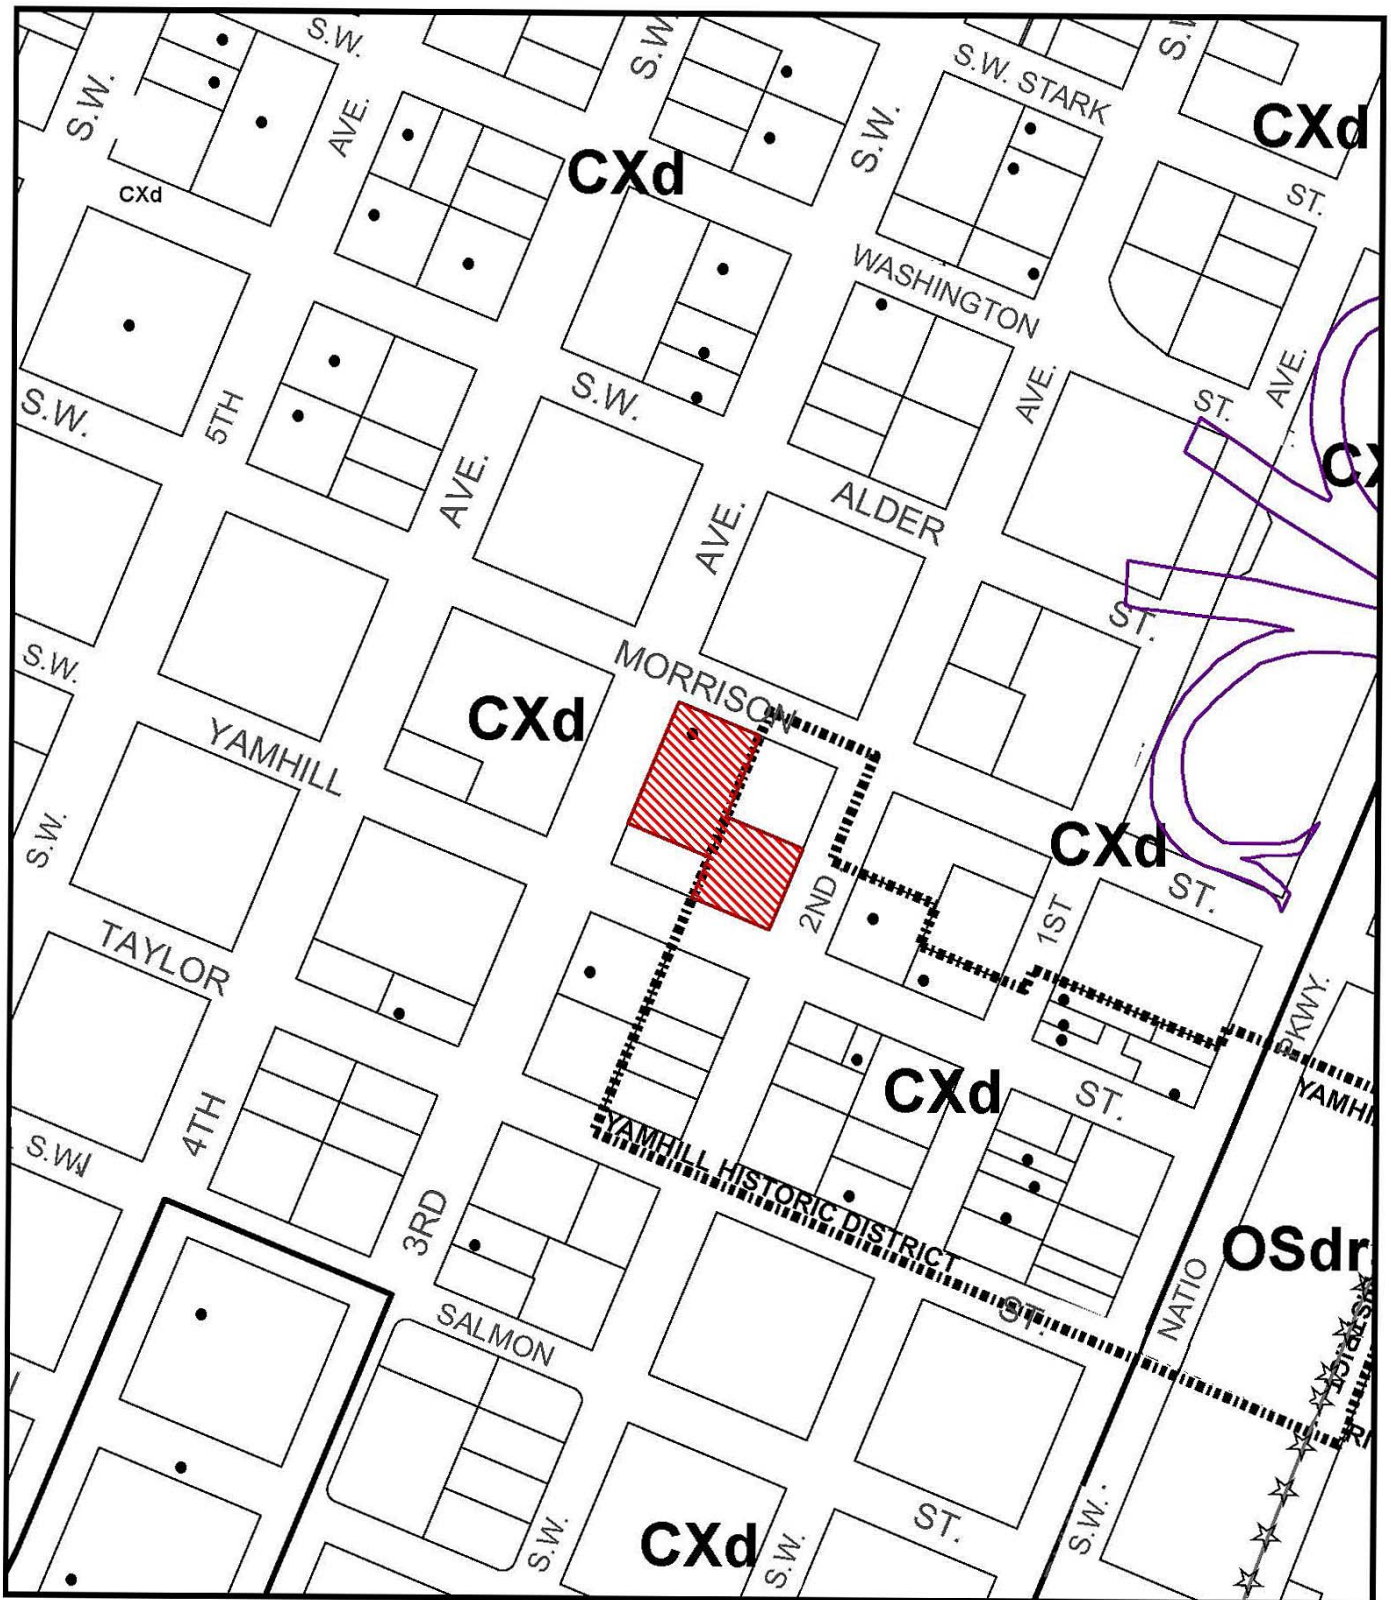 S.W.
S.W.
S.W.
S.W. STARK
CXd
S.W.
AVE.
S.W.
CXd
CXd
ST.
WASHINGTON
S.W.
5TH
S.W.
AVE.
ST.
AVE.
AVE.
AVE.
ALDER
ST.
S.W.
MORRISON
CXd
YAMHILL
S.W.
CXd
ST.
2ND
1ST
TAYLOR
PKWY.
CXd
ST.
4TH
YAMHILL HISTORIC DISTRICT
S.W.
3RD
OSdr
NATIO
SALMON
ST.
ST.
CXd
S.W.
S.W.
S.W.